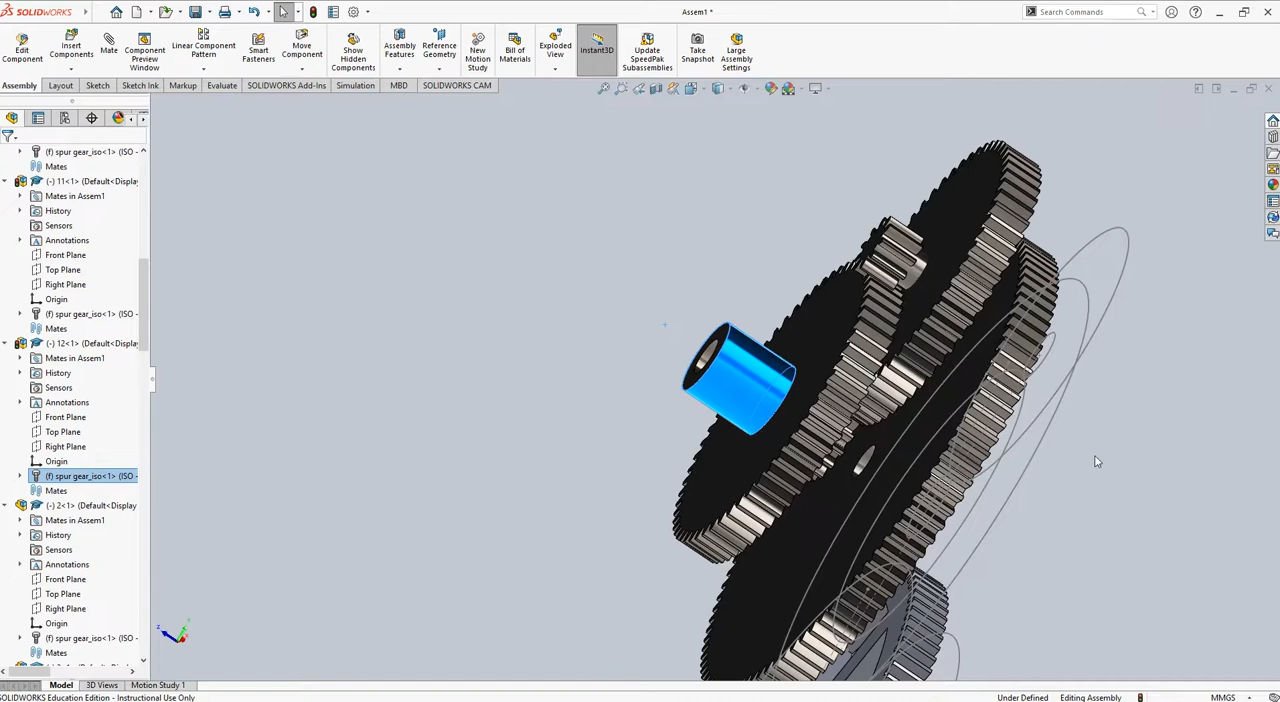 SOLIDWORKS
Assem1 *
Search Commands
Edit Component
Insert Components
Mate
Component Preview Window
Linear Component Pattern
Smart Fasteners
Move Component
Show Hidden Components
Assembly Features
Reference Geometry
New Motion Study
Bill of Materials
Exploded View
Instant3D
Update SpeedPak Subassemblies
Take Snapshot
Large Assembly Settings
Assembly Layout Sketch Sketch Ink Markup Evaluate SOLIDWORKS Add-Ins Simulation MBD SOLIDWORKS CAM
(f) spur gear_iso<1> (ISO -
Mates
(-) 11<1> (Default<Displa
Mates in Assem1
History
Sensors
Annotations
Front Plane
Top Plane
Right Plane
Origin
(f) spur gear_iso<1> (ISO -
Mates
(-) 12<1> (Default<Displa
Mates in Assem1
History
Sensors
Annotations
Front Plane
Top Plane
Right Plane
Origin
(f) spur gear_iso<1> (ISO -
Mates
(-) 2<1> (Default<Display
Mates in Assem1
History
Sensors
Annotations
Front Plane
Top Plane
Right Plane
Origin
(f) spur gear_iso<1> (ISO -
Mates
Model 3D Views Motion Study 1
SOLIDWORKS Education Edition - Instructional Use Only
Under Defined Editing Assembly MMGS